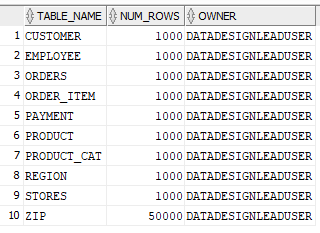 TABLE_NAME NUM_ROWS OWNER
1 CUSTOMER 1000 DATADESIGNLEADUSER
2 EMPLOYEE 1000 DATADESIGNLEADUSER
3 ORDERS 1000 DATADESIGNLEADUSER
4 ORDER_ITEM 1000 DATADESIGNLEADUSER
5 PAYMENT 1000 DATADESIGNLEADUSER
6 PRODUCT 1000 DATADESIGNLEADUSER
7 PRODUCT_CAT 1000 DATADESIGNLEADUSER
8 REGION 1000 DATADESIGNLEADUSER
9 STORES 1000 DATADESIGNLEADUSER
10 ZIP 50000 DATADESIGNLEADUSER